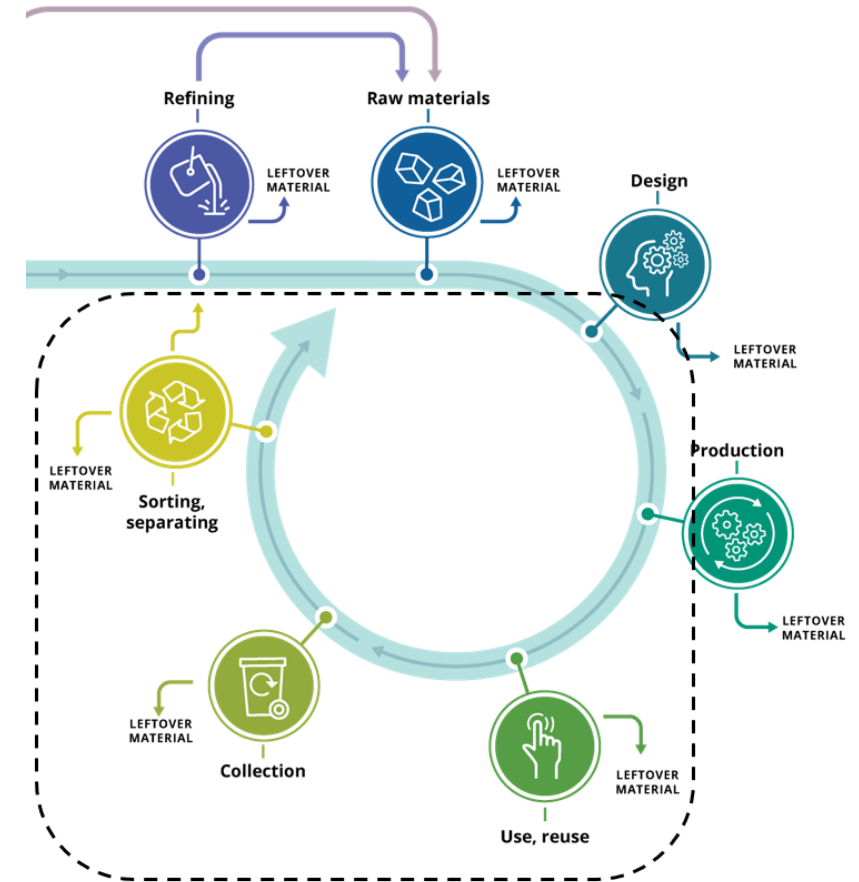 Refining
Raw materials
LEFTOVER
MATERIAL
LEFTOVER
MATERIAL
Design
LEFTOVER
MATERIAL
Production
LEFTOVER
MATERIAL
Use, reuse
LEFTOVER
MATERIAL
Collection
LEFTOVER
MATERIAL
Sorting,
separating
LEFTOVER
MATERIAL